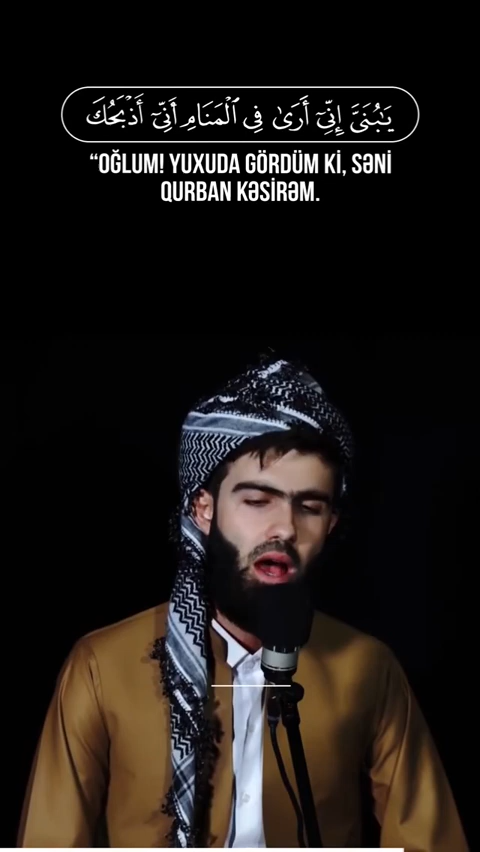 يَـٰبُنَىَّ إِنِّىٓ أَرَىٰ فِى ٱلْمَنَامِ أَنِّىٓ أَذْبَحُكَ
“OĞLUM! YUXUDA GÖRDÜM Kİ, SƏNİ
QURBAN KƏSİRƏM.